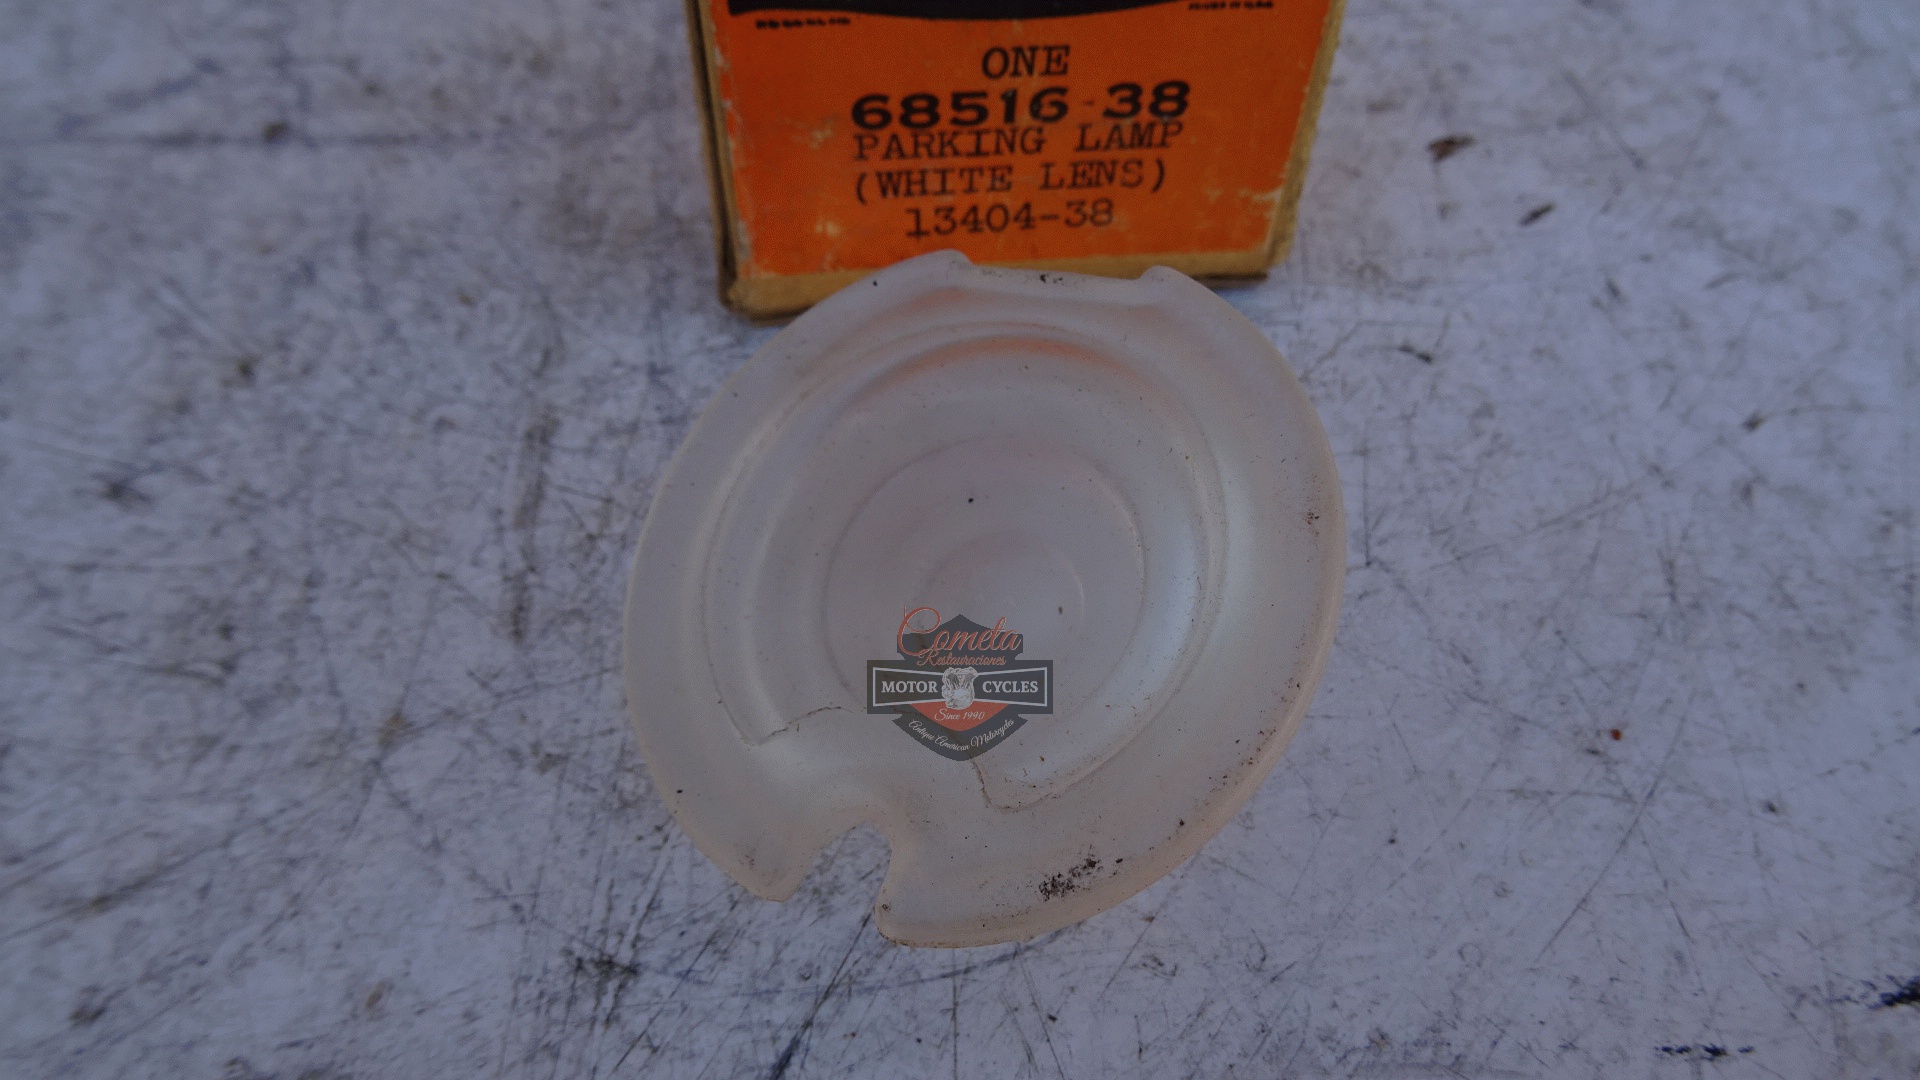 ONE
68516-38
PARKING LAMP
(WHITE LENS)
13404-38
Cometa
Restauraciones
MOTOR CYCLES
Since 1990
Antique American Motorcycles